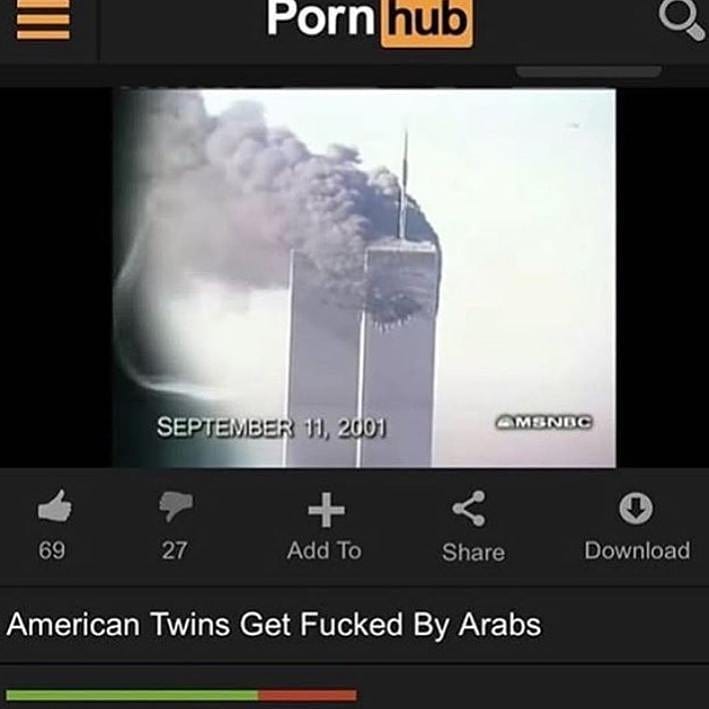 Porn hub
SEPTEMBER 11, 2001
MSNBC
69
27
Add To
Share
Download
American Twins Get Fucked By Arabs